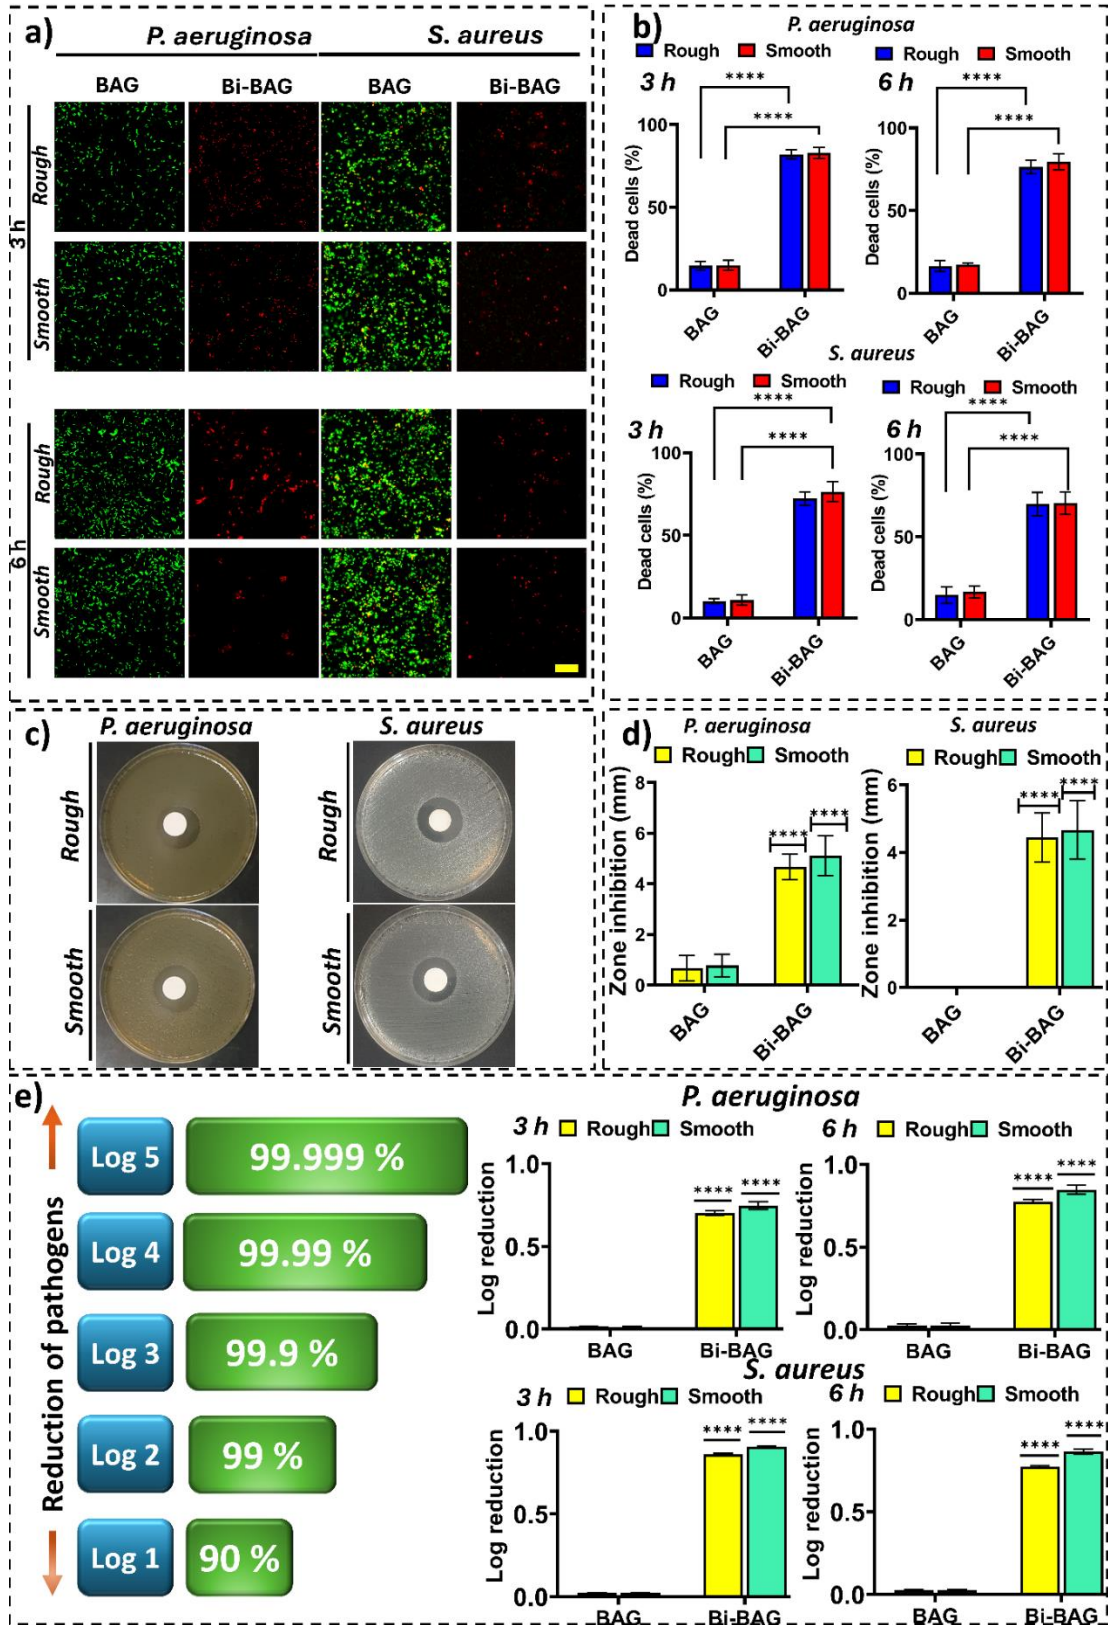 a)
P. aeruginosa
S. aureus
BAG
Bi-BAG
BAG
Bi-BAG
3 h
Rough
Smooth
6 h
Rough
Smooth
b)
P. aeruginosa
Rough Smooth
3 h
****
****
Dead cells (%)
100
50
0
BAG
Bi-BAG
Rough Smooth
6 h
****
****
Dead cells (%)
100
50
0
BAG
Bi-BAG
S. aureus
Rough Smooth
3 h
****
****
Dead cells (%)
100
50
0
BAG
Bi-BAG
Rough Smooth
6 h
****
****
Dead cells (%)
100
50
0
BAG
Bi-BAG
c)
P. aeruginosa
S. aureus
Rough
Rough
Smooth
Smooth
d)
P. aeruginosa
Rough Smooth
Zone inhibition (mm)
8
6
4
2
0
****
****
BAG
Bi-BAG
S. aureus
Rough Smooth
Zone inhibition (mm)
6
4
2
0
****
****
BAG
Bi-BAG
e)
Reduction of pathogens
Log 5 99.999 %
Log 4 99.99 %
Log 3 99.9 %
Log 2 99 %
Log 1 90 %
P. aeruginosa
3 h Rough Smooth
Log reduction
1.0
0.5
0.0
****
****
BAG
Bi-BAG
6 h Rough Smooth
Log reduction
1.0
0.5
0.0
****
****
BAG
Bi-BAG
S. aureus
3 h Rough Smooth
Log reduction
1.0
0.5
0.0
****
****
BAG
Bi-BAG
6 h Rough Smooth
Log reduction
1.0
0.5
0.0
****
****
BAG
Bi-BAG